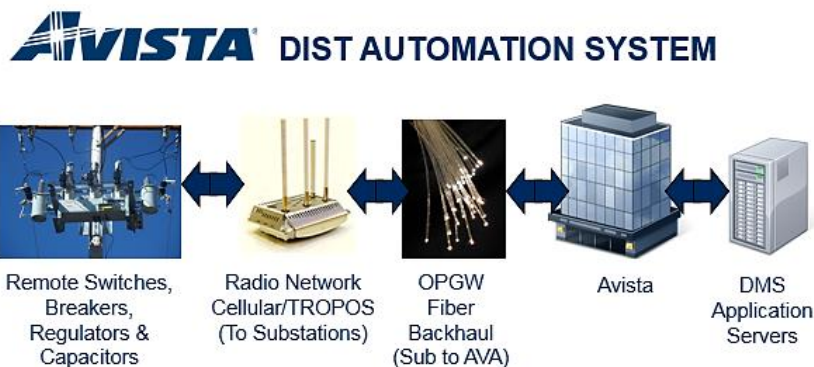 AVISTA DIST AUTOMATION SYSTEM
Remote Switches,
Breakers,
Regulators &
Capacitors
Radio Network
Cellular/TROPOS
(To Substations)
OPGW
Fiber
Backhaul
(Sub to AVA)
Avista
DMS
Application
Servers